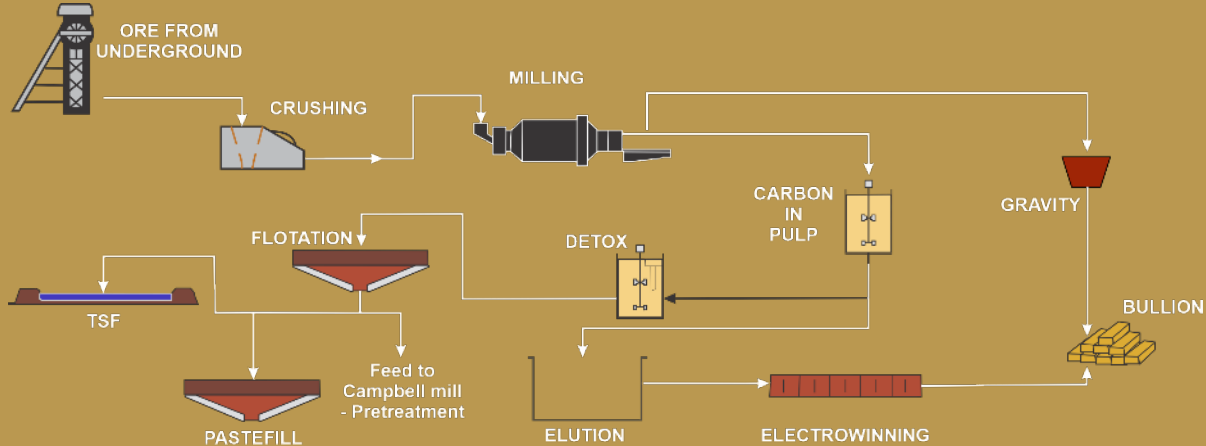 ORE FROM
UNDERGROUND
CRUSHING
MILLING
CARBON
IN
PULP
GRAVITY
FLOTATION
DETOX
TSF
BULLION
Feed to
Campbell mill
- Pretreatment
PASTEFILL
ELUTION
ELECTROWINNING